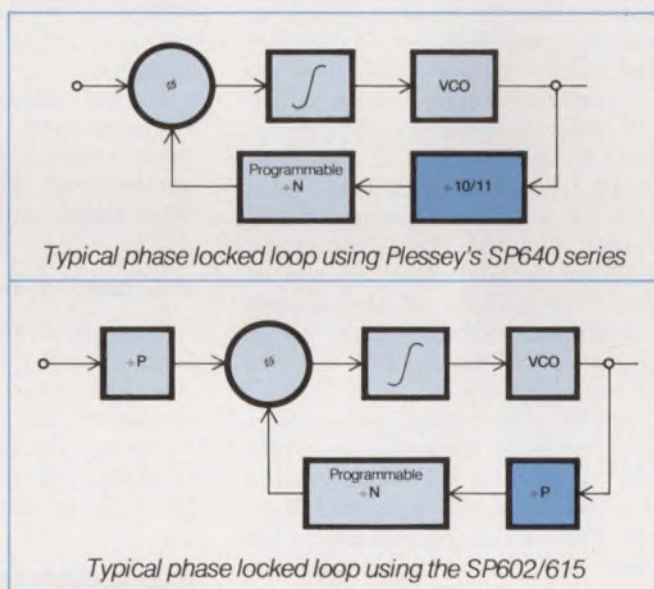 ø
∫
VCO
Programmable
÷N
÷10/11
Typical phase locked loop using Plessey's SP640 series
÷P
ø
∫
VCO
Programmable
÷N
÷P
Typical phase locked loop using the SP602/615